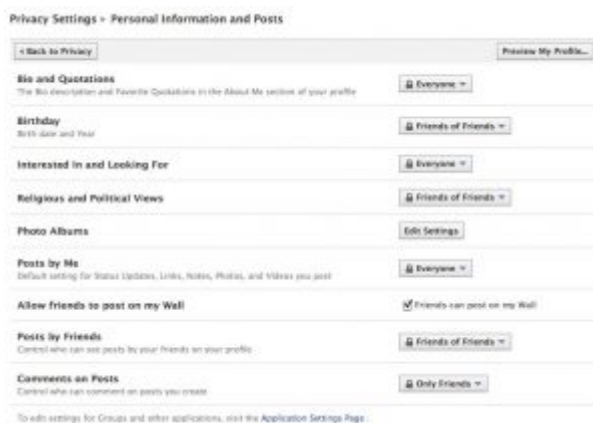 Privacy Settings ▸ Personal Information and Posts
◂ Back to Privacy
Preview My Profile...
Bio and Quotations
The Bio description and Favorite Quotations in the About Me section of your profile
Everyone
Birthday
Birth date and Year
Friends of Friends
Interested In and Looking For
Everyone
Religious and Political Views
Friends of Friends
Photo Albums
Edit Settings
Posts by Me
Default setting for Status Updates, Links, Notes, Photos, and Videos you post
Everyone
Allow friends to post on my Wall
Friends can post on my Wall
Posts by Friends
Control who can see posts by your friends on your profile
Friends of Friends
Comments on Posts
Control who can comment on posts you create
Only Friends
To edit settings for Groups and other applications, visit the Application Settings Page.